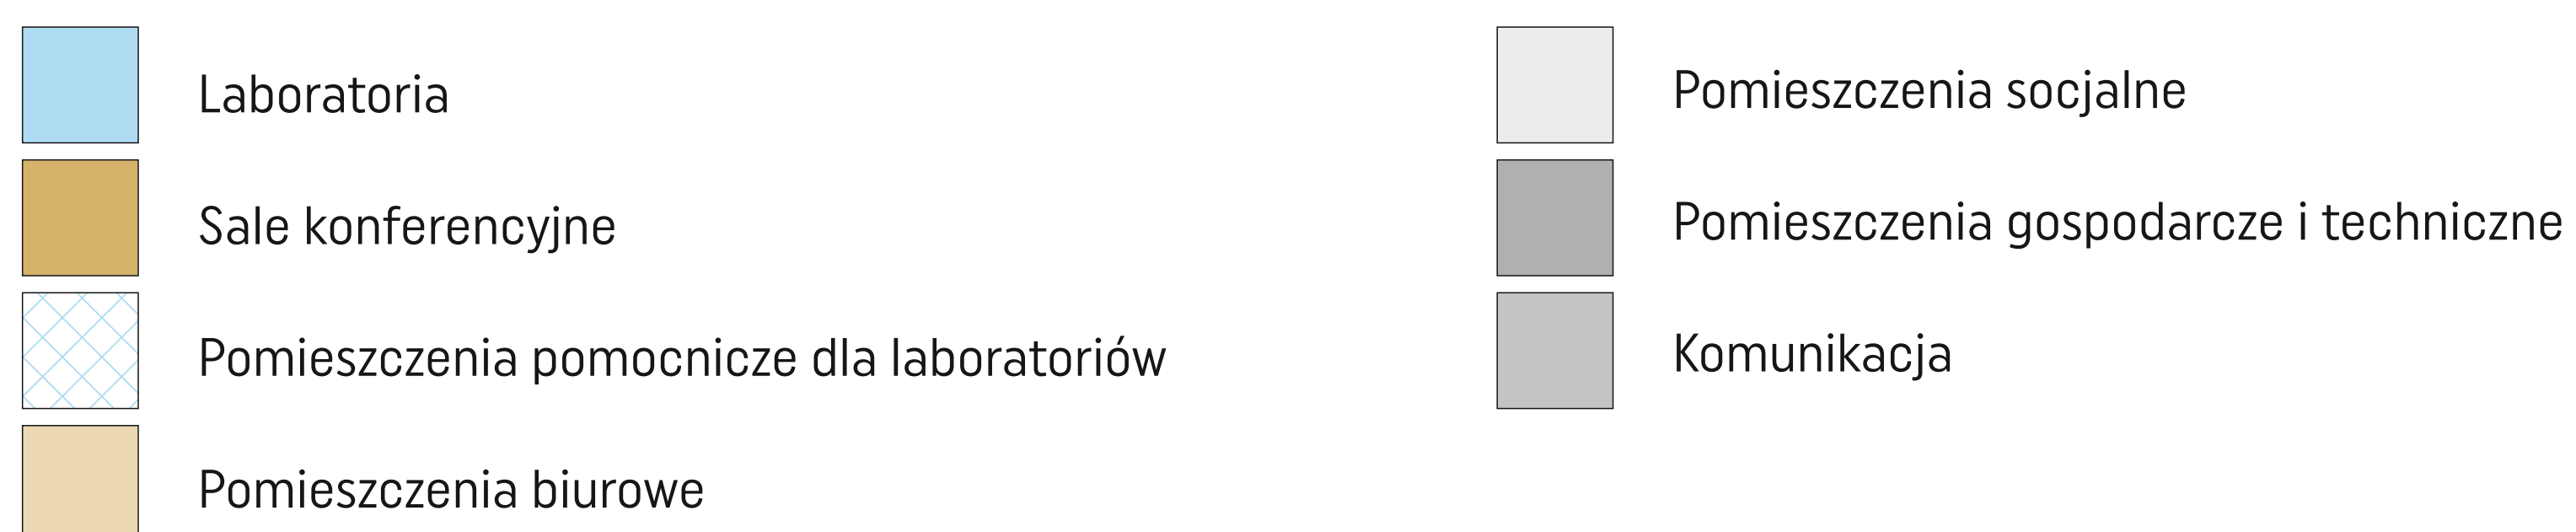 Laboratoria
Sale konferencyjne
Pomieszczenia pomocnicze dla laboratoriów
Pomieszczenia biurowe
Pomieszczenia socjalne
Pomieszczenia gospodarcze i techniczne
Komunikacja